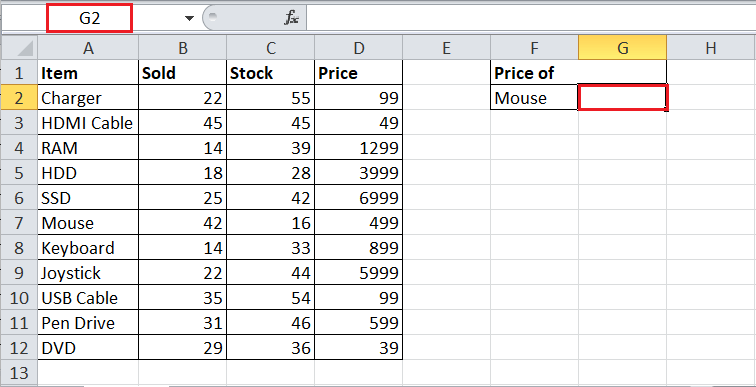 G2 fx
A B C D E F G H
1 Item Sold Stock Price Price of
2 Charger 22 55 99 Mouse
3 HDMI Cable 45 45 49
4 RAM 14 39 1299
5 HDD 18 28 3999
6 SSD 25 42 6999
7 Mouse 42 16 499
8 Keyboard 14 33 899
9 Joystick 22 44 5999
10 USB Cable 35 54 99
11 Pen Drive 31 46 599
12 DVD 29 36 39
13